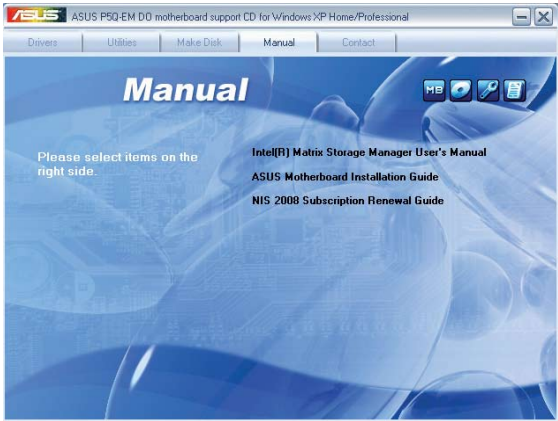 ASUS ASUS P5Q-EM DO motherboard support CD for Windows XP Home/Professional
Drivers Utilities Make Disk Manual Contact
Manual
MB
Please select items on the
right side.
Intel(R) Matrix Storage Manager User's Manual
ASUS Motherboard Installation Guide
NIS 2008 Subscription Renewal Guide